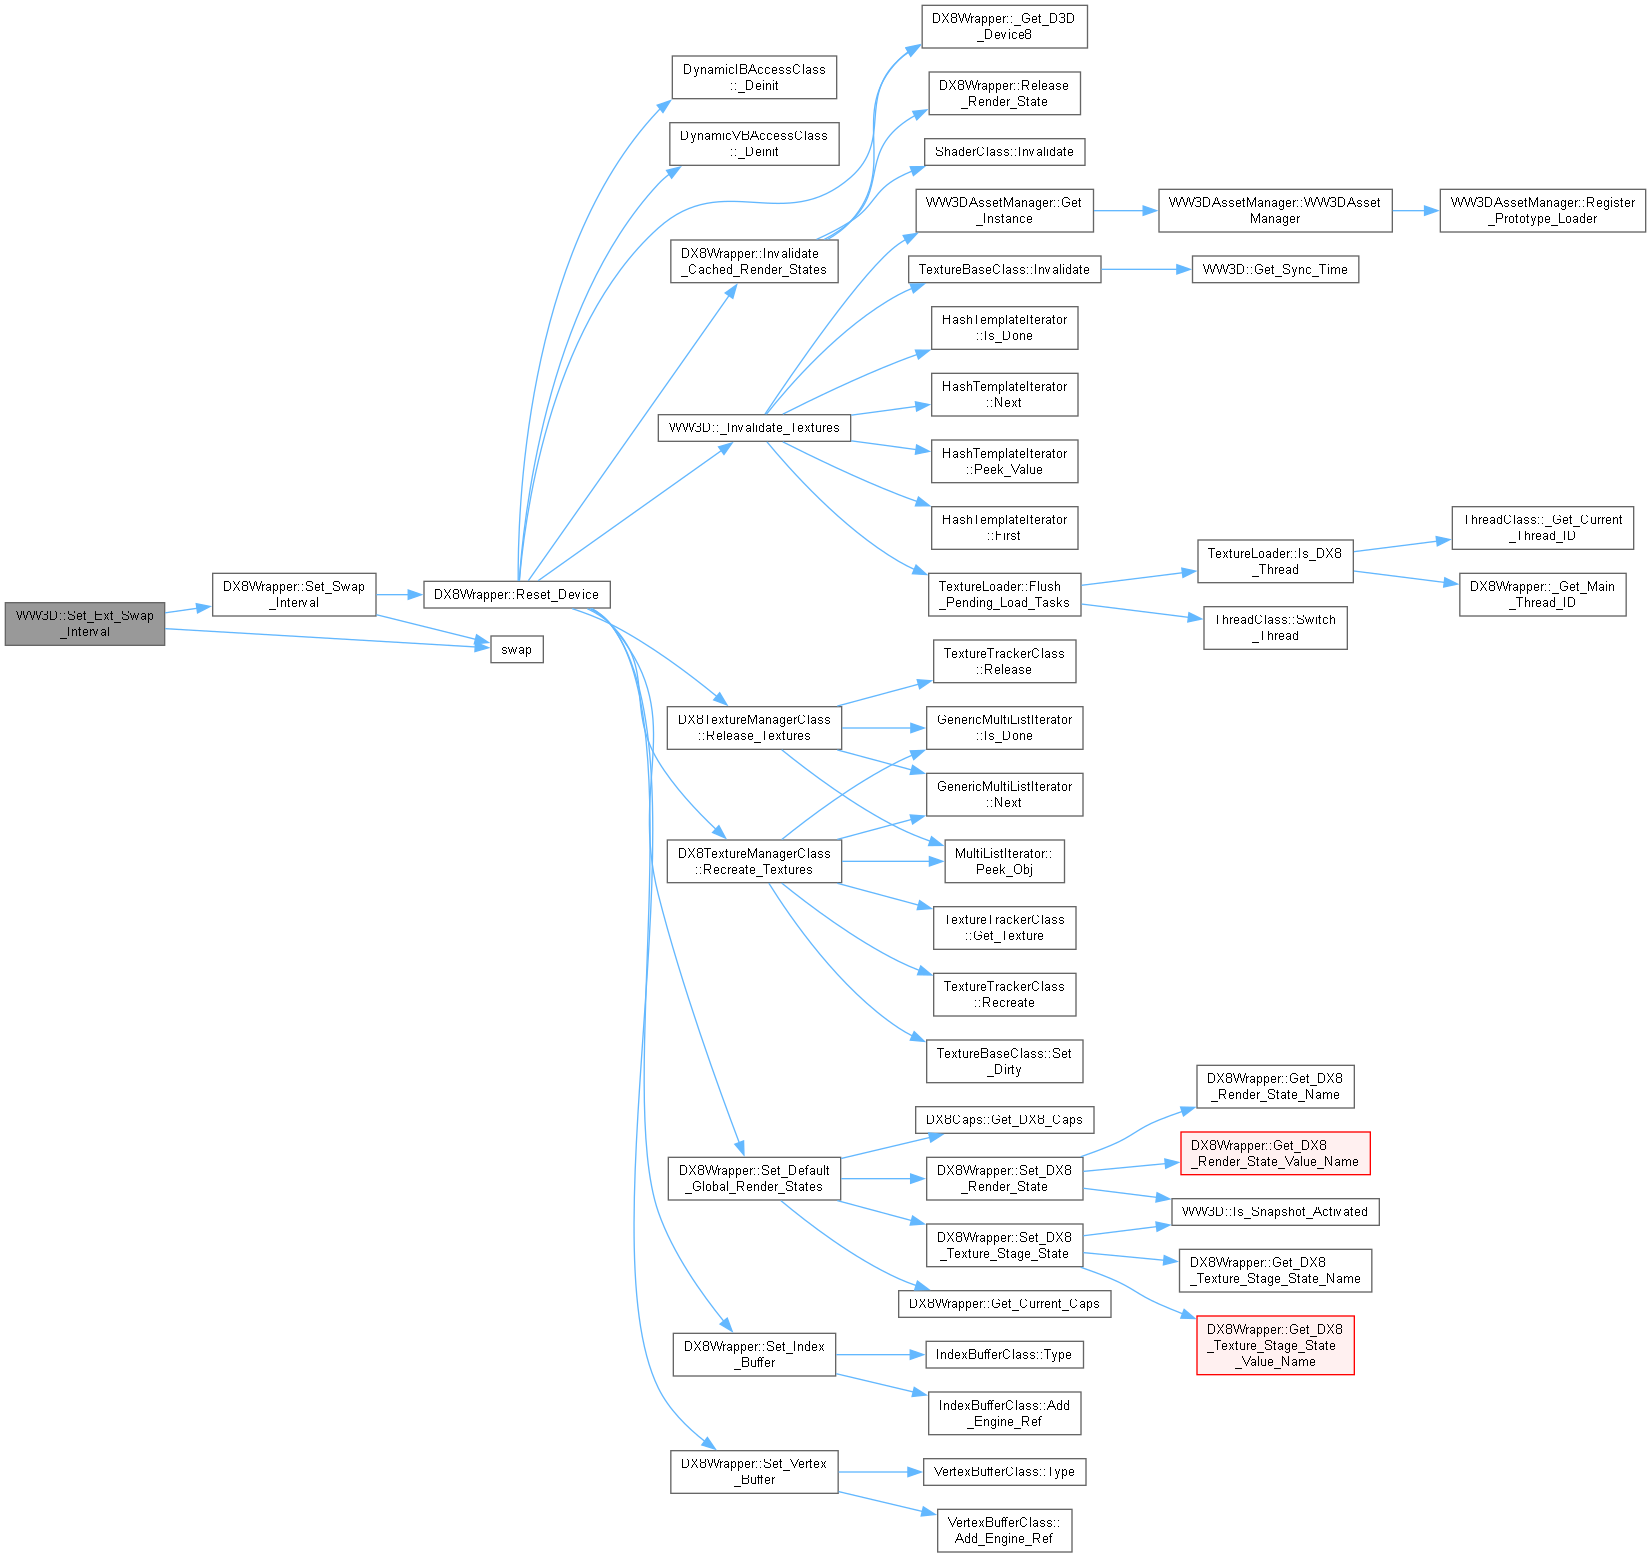 WW3D::Set_Ext_Swap
_Interval
DX8Wrapper::Set_Swap
_Interval
swap
DX8Wrapper::Reset_Device
DynamicIBAccessClass
::_Deinit
DynamicVBAccessClass
::_Deinit
DX8Wrapper::Invalidate
_Cached_Render_States
WW3D::_Invalidate_Textures
DX8TextureManagerClass
::Release_Textures
DX8TextureManagerClass
::Recreate_Textures
DX8Wrapper::Set_Default
_Global_Render_States
DX8Wrapper::Set_Index
_Buffer
DX8Wrapper::Set_Vertex
_Buffer
DX8Wrapper::_Get_D3D
_Device8
DX8Wrapper::Release
_Render_State
ShaderClass::Invalidate
WW3DAssetManager::Get
_Instance
TextureBaseClass::Invalidate
HashTemplateIterator
::Is_Done
HashTemplateIterator
::Next
HashTemplateIterator
::Peek_Value
HashTemplateIterator
::First
TextureLoader::Flush
_Pending_Load_Tasks
TextureTrackerClass
::Release
GenericMultiListIterator
::Is_Done
GenericMultiListIterator
::Next
MultiListIterator::
Peek_Obj
TextureTrackerClass
::Get_Texture
TextureTrackerClass
::Recreate
TextureBaseClass::Set
_Dirty
DX8Caps::Get_DX8_Caps
DX8Wrapper::Set_DX8
_Render_State
DX8Wrapper::Set_DX8
_Texture_Stage_State
DX8Wrapper::Get_Current_Caps
IndexBufferClass::Type
IndexBufferClass::Add
_Engine_Ref
VertexBufferClass::Type
VertexBufferClass::
Add_Engine_Ref
WW3DAssetManager::WW3DAsset
Manager
WW3D::Get_Sync_Time
TextureLoader::Is_DX8
_Thread
ThreadClass::Switch
_Thread
DX8Wrapper::Get_DX8
_Render_State_Name
DX8Wrapper::Get_DX8
_Render_State_Value_Name
WW3D::Is_Snapshot_Activated
DX8Wrapper::Get_DX8
_Texture_Stage_State_Name
DX8Wrapper::Get_DX8
_Texture_Stage_State
_Value_Name
WW3DAssetManager::Register
_Prototype_Loader
ThreadClass::_Get_Current
_Thread_ID
DX8Wrapper::_Get_Main
_Thread_ID